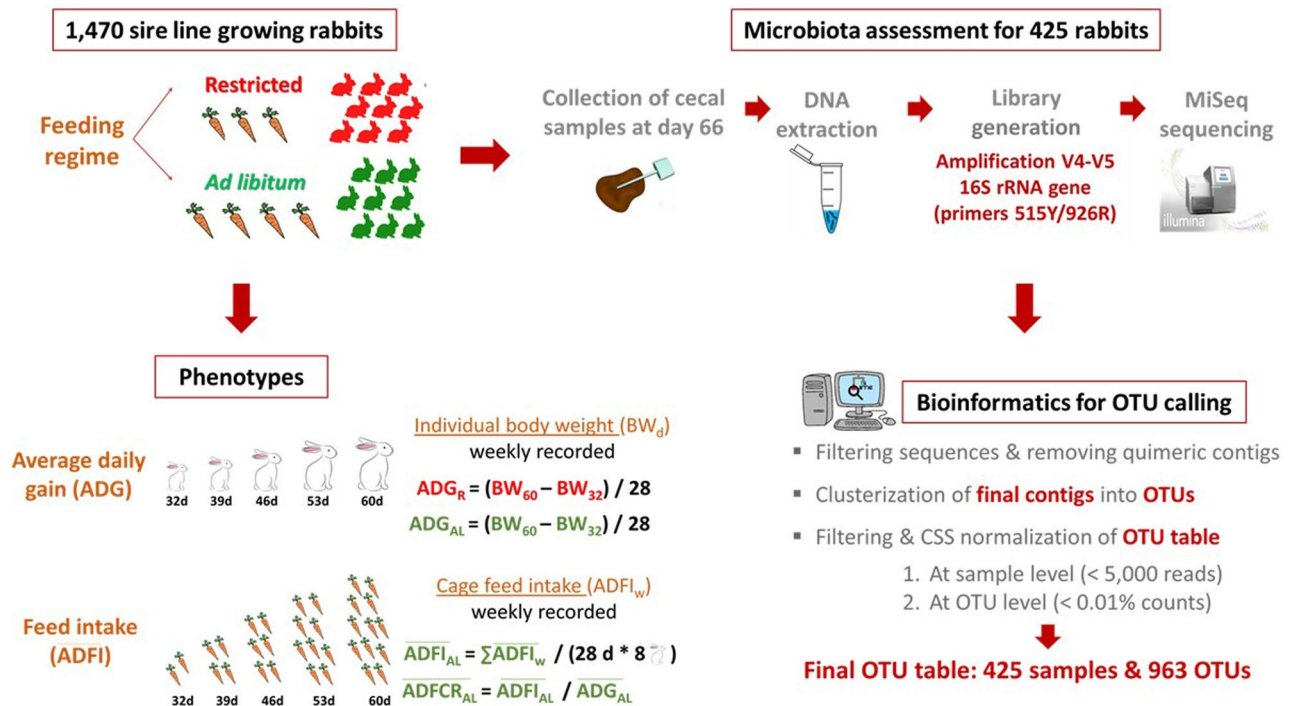 1,470 sire line growing rabbits
Feeding
regime
Restricted
Ad libitum
Microbiota assessment for 425 rabbits
Collection of cecal
samples at day 66
DNA
extraction
Library
generation
Amplification V4-V5
16S rRNA gene
(primers 515Y/926R)
MiSeq
sequencing
illumina
Phenotypes
Average daily
gain (ADG)
32d 39d 46d 53d 60d
Individual body weight (BWd)
weekly recorded
ADGR = (BW60 – BW32) / 28
ADGAL = (BW60 – BW32) / 28
Feed intake
(ADFI)
32d 39d 46d 53d 60d
Cage feed intake (ADFIw)
weekly recorded
ADFIAL = ∑ADFIw / (28 d * 8 )
ADFCRAL = ADFIAL / ADGAL
Bioinformatics for OTU calling
▪ Filtering sequences & removing quimeric contigs
▪ Clusterization of final contigs into OTUs
▪ Filtering & CSS normalization of OTU table
1. At sample level (< 5,000 reads)
2. At OTU level (< 0.01% counts)
Final OTU table: 425 samples & 963 OTUs